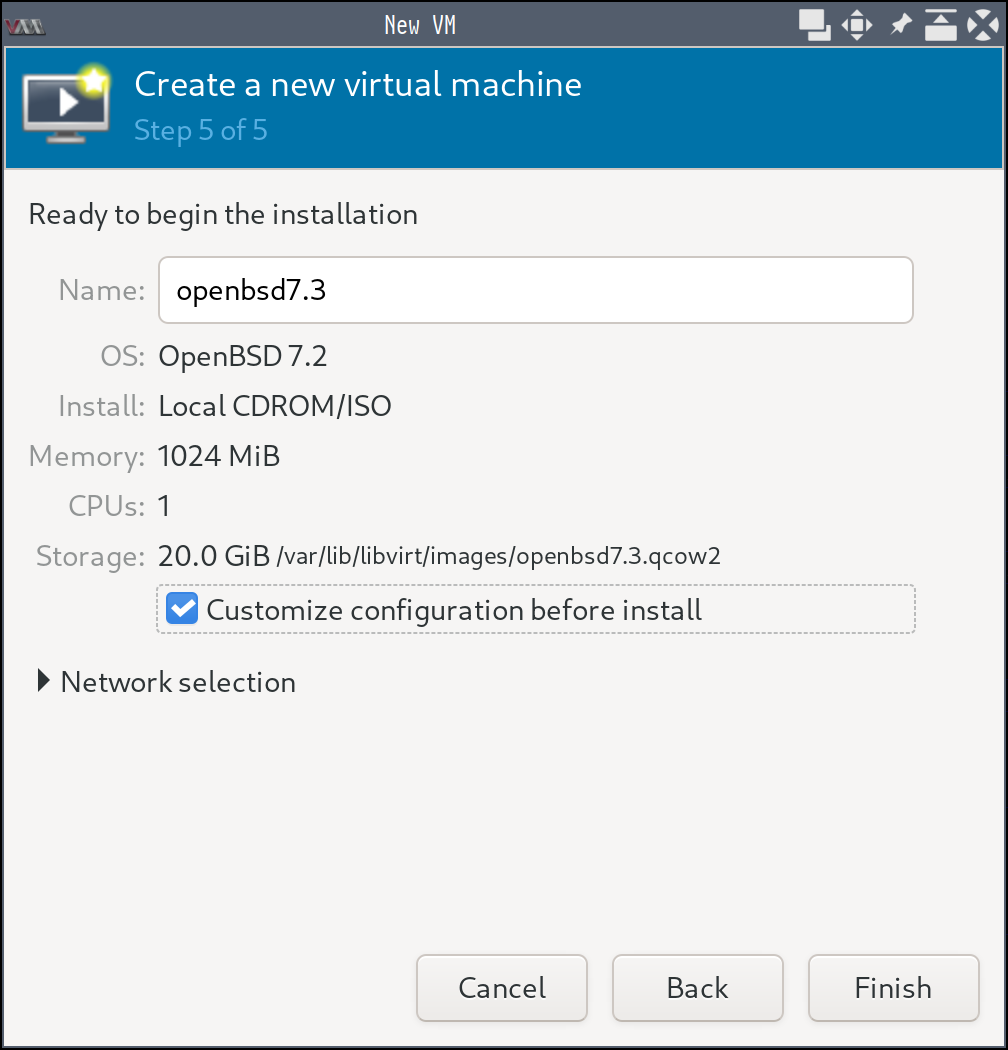 New VM
Create a new virtual machine
Step 5 of 5
Ready to begin the installation
Name: openbsd7.3
OS: OpenBSD 7.2
Install: Local CDROM/ISO
Memory: 1024 MiB
CPUs: 1
Storage: 20.0 GiB /var/lib/libvirt/images/openbsd7.3.qcow2
Customize configuration before install
Network selection
Cancel Back Finish